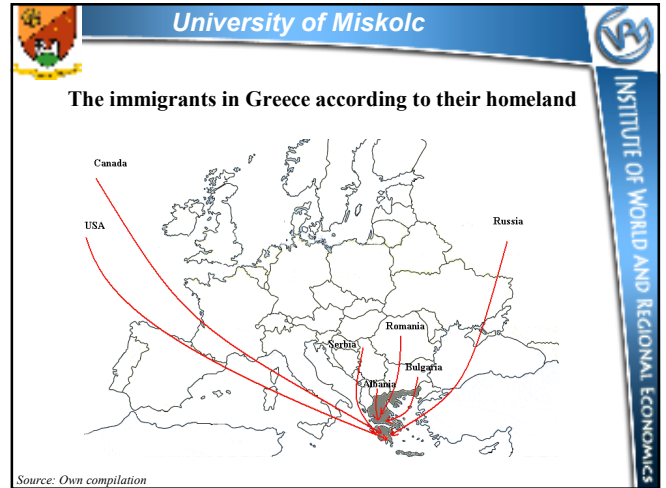 University of Miskolc
The immigrants in Greece according to their homeland
Canada
USA
Russia
Romania
Serbia
Bulgaria
Albania
Source: Own compilation
INSTITUTE OF WORLD AND REGIONAL ECONOMICS